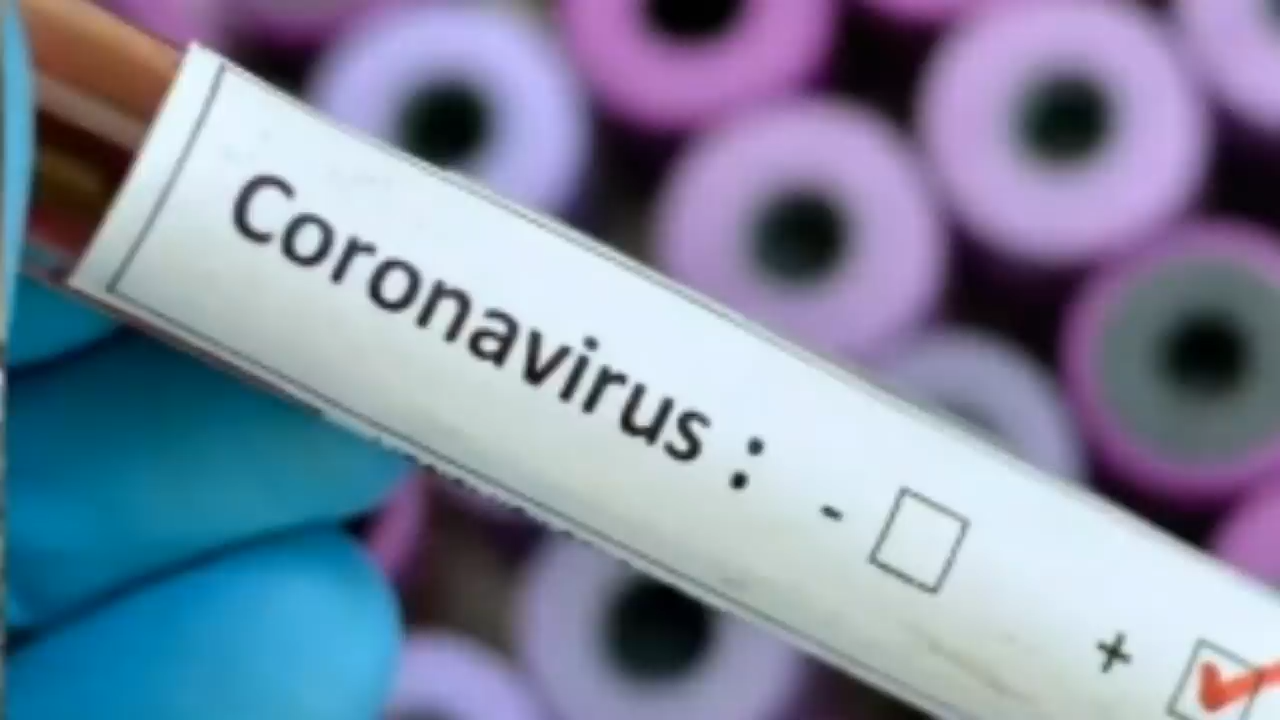 Coronavirus : - ☐
+ ☑